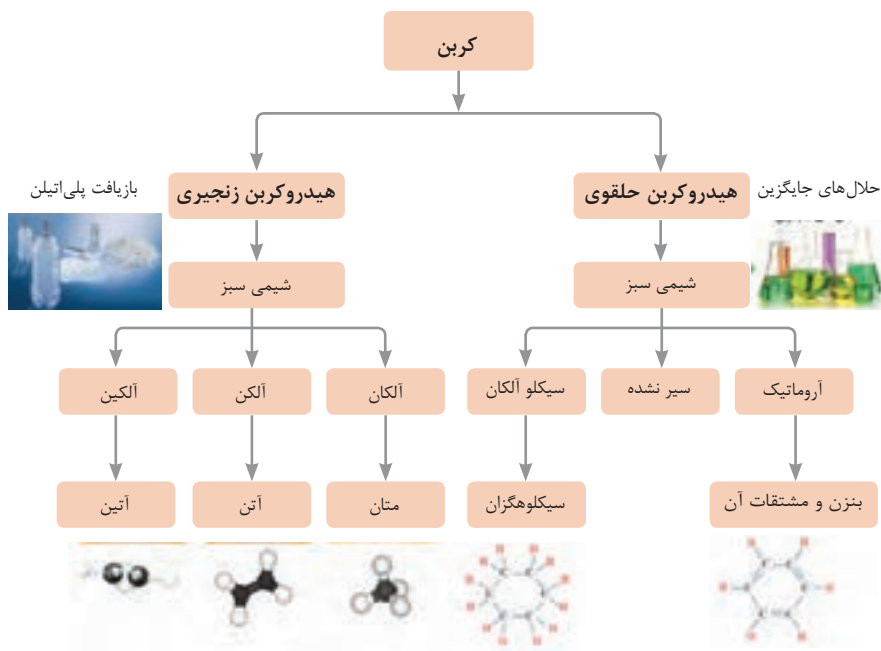 کربن
هیدروکربن حلقوی
هیدروکربن زنجیری
حلال‌های جایگزین
بازیافت پلی‌اتیلن
شیمی سبز
شیمی سبز
آروماتیک
سیر نشده
سیکلو آلکان
آلکان
آلکن
آلکین
بنزن و مشتقات آن
سیکلوهگزان
متان
آتن
آتین